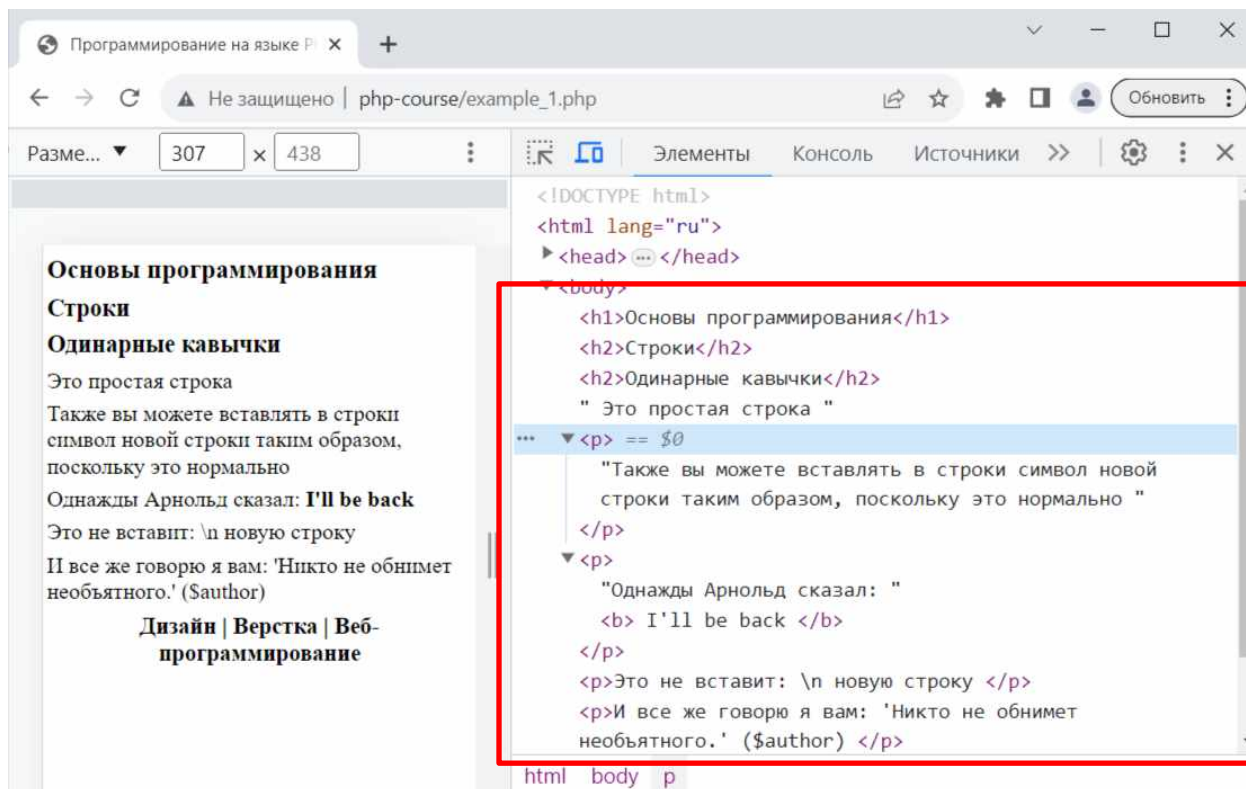 Программирование на языке P
Не защищено | php-course/example_1.php
Обновить
Разме... ▼ 307 × 438
Элементы Консоль Источники >>
Основы программирования
Строки
Одинарные кавычки
Это простая строка
Также вы можете вставлять в строки
символ новой строки таким образом,
поскольку это нормально
Однажды Арнольд сказал: I'll be back
Это не вставит: \n новую строку
И все же говорю я вам: 'Никто не обнимет
необъятного.' ($author)
Дизайн | Верстка | Веб-
программирование
<!DOCTYPE html>
<html lang="ru">
<head> ... </head>
<body>
<h1>Основы программирования</h1>
<h2>Строки</h2>
<h2>Одинарные кавычки</h2>
" Это простая строка "
... <p> == $0
"Также вы можете вставлять в строки символ новой
строки таким образом, поскольку это нормально "
</p>
<p>
"Однажды Арнольд сказал: "
<b> I'll be back </b>
</p>
<p>Это не вставит: \n новую строку </p>
<p>И все же говорю я вам: 'Никто не обнимет
необъятного.' ($author) </p>
html body p